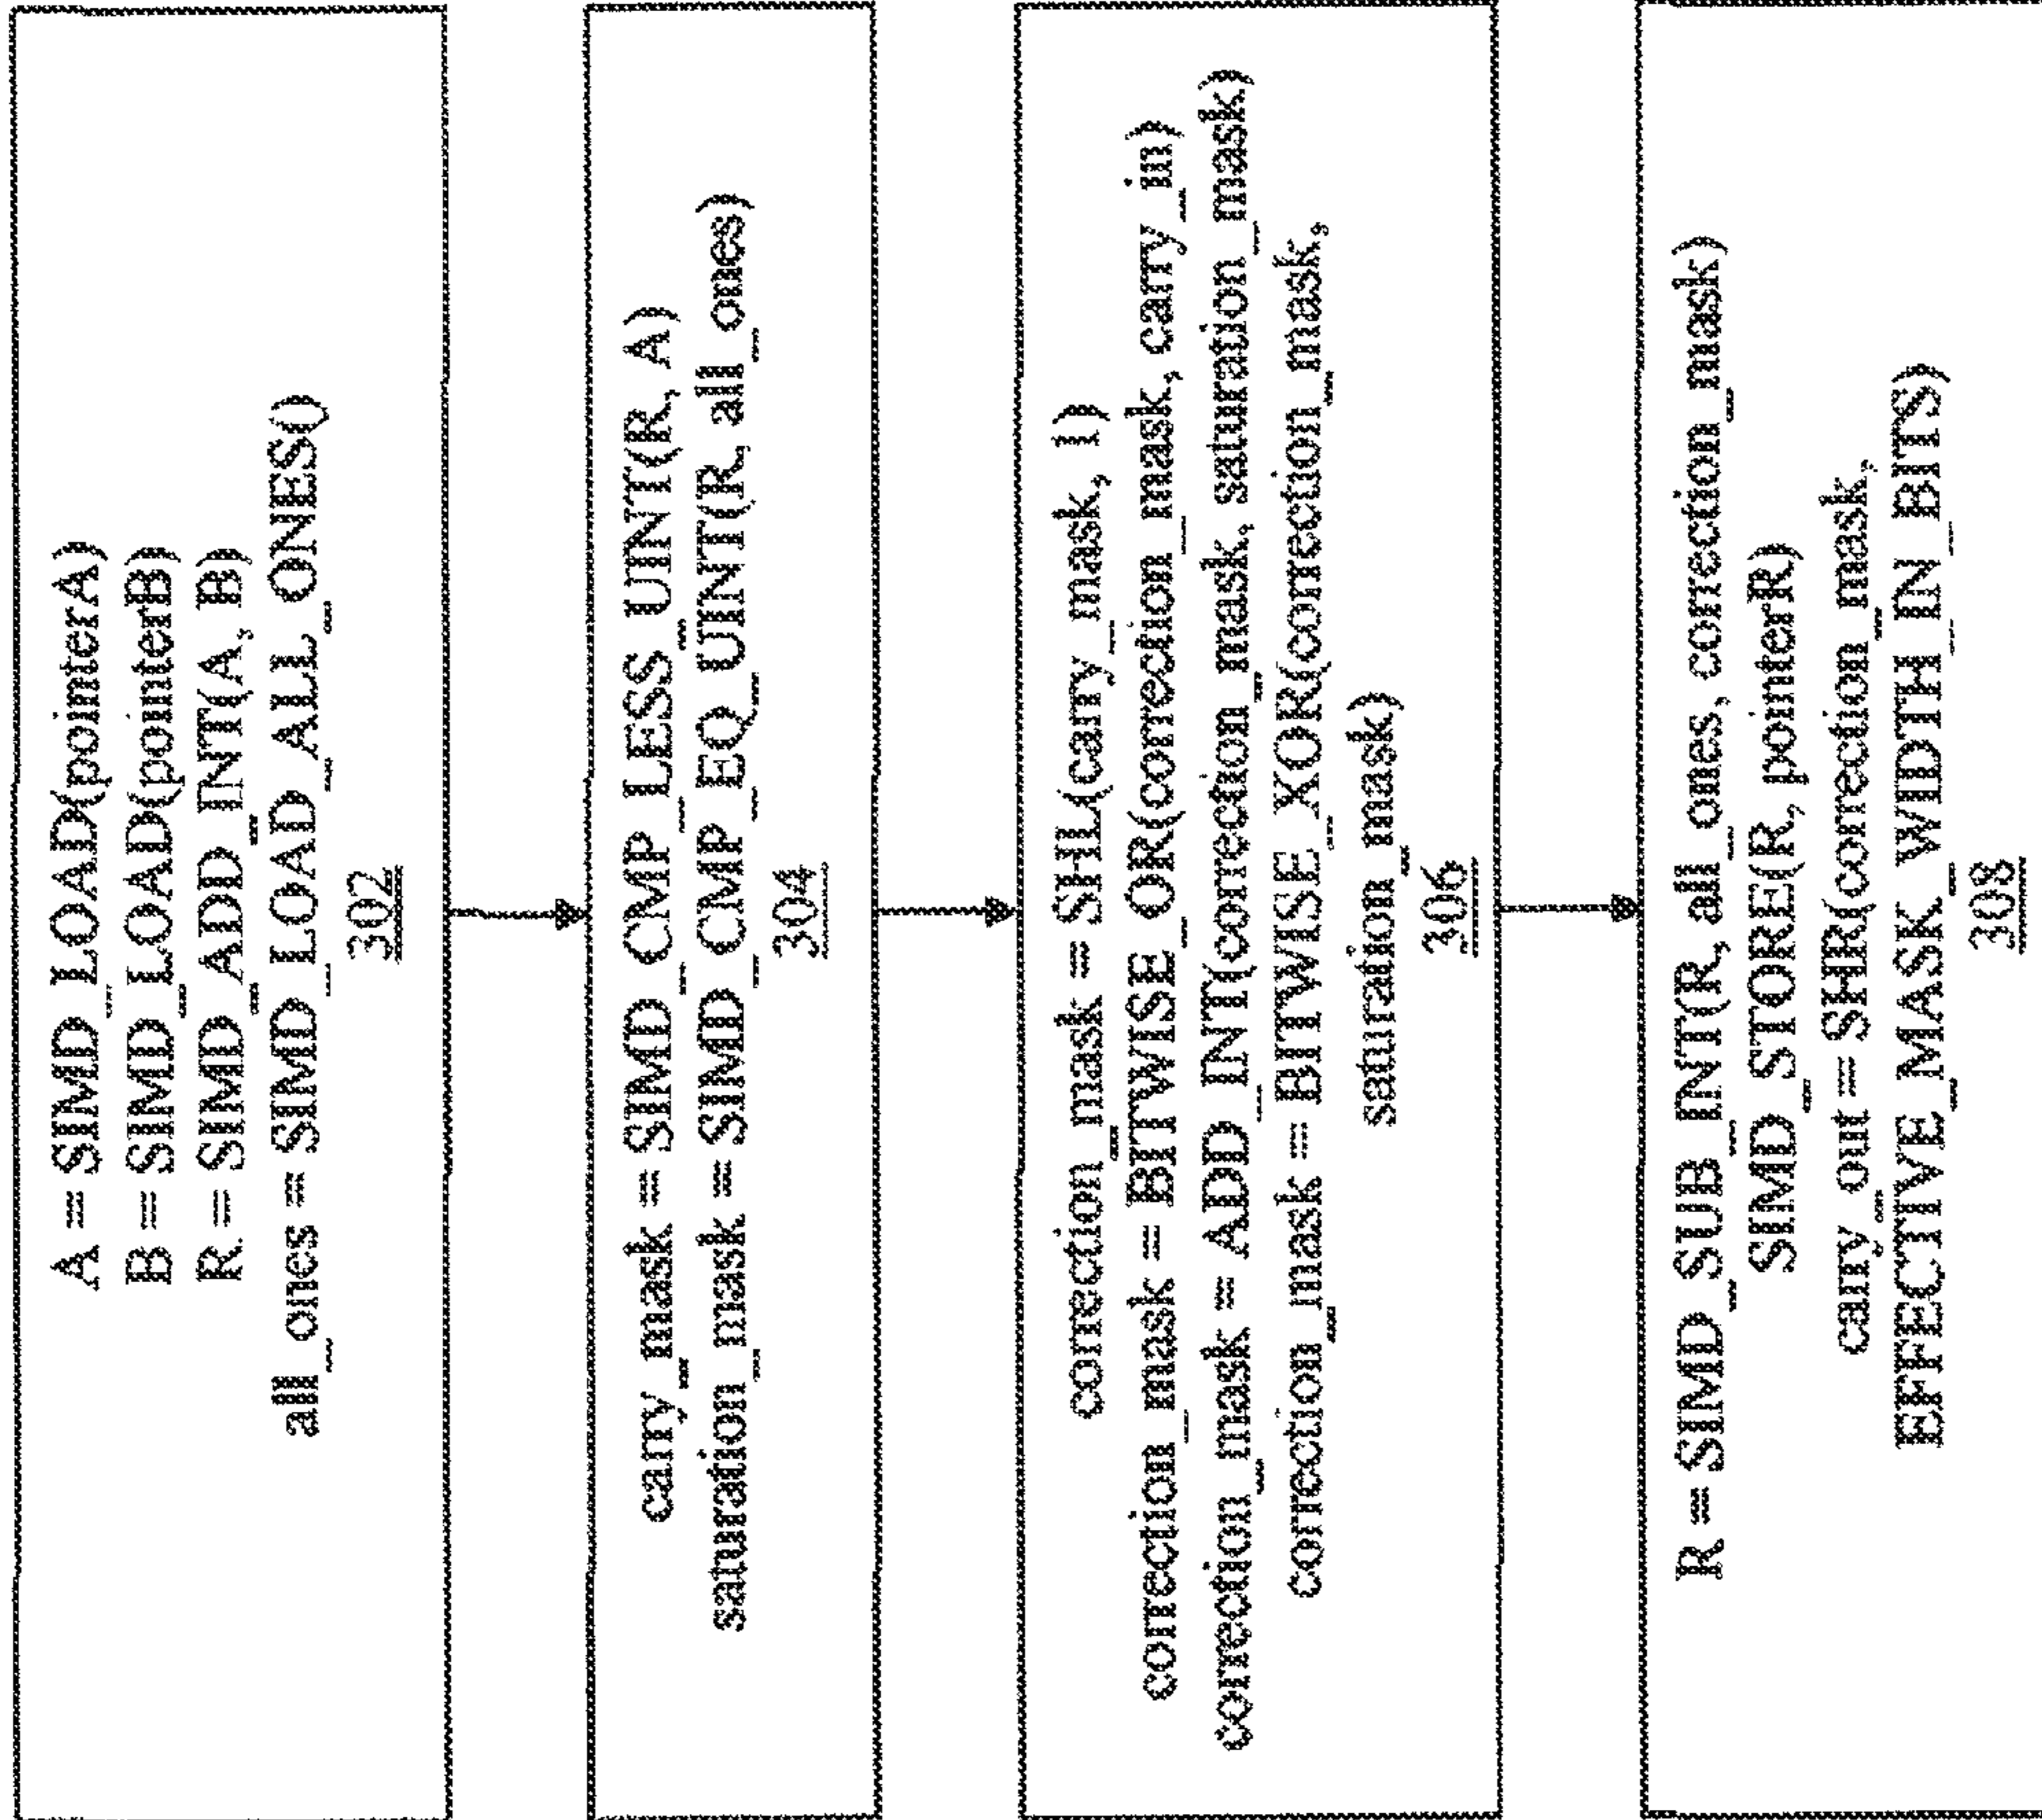 A = SIMD_LOAD(pointerA)
B = SIMD_LOAD(pointerB)
R = SIMD_ADD_INT(A, B)
all_ones = SIMD_LOAD_ALL_ONES()
302
carry_mask = SIMD_CMP_LESS_UINT(R, A)
saturation_mask = SIMD_CMP_EQ_UINT(R, all_ones)
304
correction_mask = SHL(carry_mask, 1)
correction_mask = BITWISE_OR(correction_mask, carry_in)
correction_mask = ADD_INT(correction_mask, saturation_mask)
correction_mask = BITWISE_XOR(correction_mask,
saturation_mask)
306
R = SIMD_SUB_INT(R, all_ones, correction_mask)
SIMD_STORE(R, pointerR)
carry_out = SHR(correction_mask,
EFFECTIVE_MASK_WIDTH_IN_BITS)
308